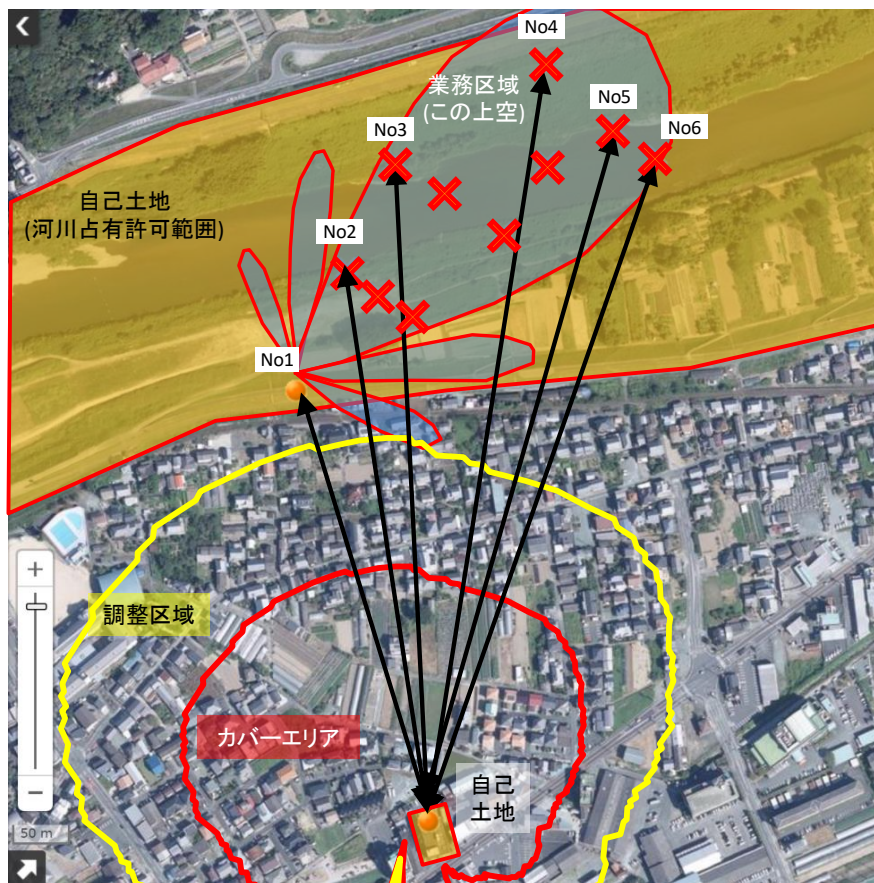 No4
業務区域
(この上空)
No5
No3
No6
自己土地
(河川占有許可範囲)
No2
No1
+
調整区域
カバーエリア
自己
土地
−
50 m